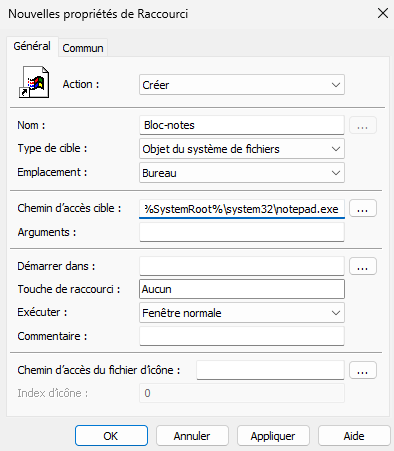 Nouvelles propriétés de Raccourci
Général Commun
Action : Créer
Nom : Bloc-notes ...
Type de cible : Objet du système de fichiers
Emplacement : Bureau
Chemin d'accès cible : %SystemRoot%\system32\notepad.exe ...
Arguments :
Démarrer dans : ...
Touche de raccourci : Aucun
Exécuter : Fenêtre normale
Commentaire :
Chemin d'accès du fichier d'icône : ...
Index d'icône : 0
OK Annuler Appliquer Aide